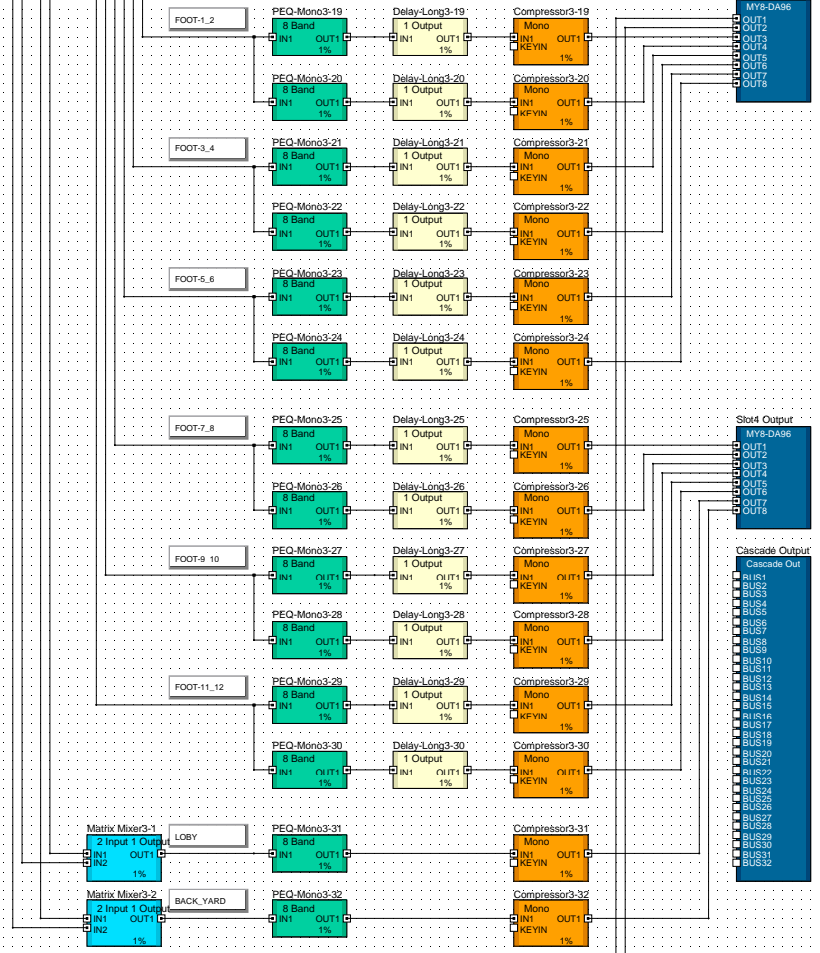 FOOT-1_2
PEQ-Mono3-19
8 Band
IN1 OUT1
1%
Delay-Long3-19
1 Output
IN1 OUT1
1%
Compressor3-19
Mono
IN1 OUT1
KEYIN
1%
MY8-DA96
OUT1
OUT2
OUT3
OUT4
OUT5
OUT6
OUT7
OUT8
PEQ-Mono3-20
8 Band
IN1 OUT1
1%
Delay-Long3-20
1 Output
IN1 OUT1
1%
Compressor3-20
Mono
IN1 OUT1
KEYIN
1%
FOOT-3_4
PEQ-Mono3-21
8 Band
IN1 OUT1
1%
Delay-Long3-21
1 Output
IN1 OUT1
1%
Compressor3-21
Mono
IN1 OUT1
KEYIN
1%
PEQ-Mono3-22
8 Band
IN1 OUT1
1%
Delay-Long3-22
1 Output
IN1 OUT1
1%
Compressor3-22
Mono
IN1 OUT1
KEYIN
1%
FOOT-5_6
PEQ-Mono3-23
8 Band
IN1 OUT1
1%
Delay-Long3-23
1 Output
IN1 OUT1
1%
Compressor3-23
Mono
IN1 OUT1
KEYIN
1%
PEQ-Mono3-24
8 Band
IN1 OUT1
1%
Delay-Long3-24
1 Output
IN1 OUT1
1%
Compressor3-24
Mono
IN1 OUT1
KEYIN
1%
FOOT-7_8
PEQ-Mono3-25
8 Band
IN1 OUT1
1%
Delay-Long3-25
1 Output
IN1 OUT1
1%
Compressor3-25
Mono
IN1 OUT1
KEYIN
1%
Slot4 Output
MY8-DA96
OUT1
OUT2
OUT3
OUT4
OUT5
OUT6
OUT7
OUT8
PEQ-Mono3-26
8 Band
IN1 OUT1
1%
Delay-Long3-26
1 Output
IN1 OUT1
1%
Compressor3-26
Mono
IN1 OUT1
KEYIN
1%
FOOT-9_10
PEQ-Mono3-27
8 Band
IN1 OUT1
1%
Delay-Long3-27
1 Output
IN1 OUT1
1%
Compressor3-27
Mono
IN1 OUT1
KEYIN
1%
Cascade Output
Cascade Out
BUS1
BUS2
BUS3
BUS4
BUS5
BUS6
BUS7
BUS8
BUS9
BUS10
BUS11
BUS12
BUS13
BUS14
BUS15
BUS16
BUS17
BUS18
BUS19
BUS20
BUS21
BUS22
BUS23
BUS24
BUS25
BUS26
BUS27
BUS28
BUS29
BUS30
BUS31
BUS32
PEQ-Mono3-28
8 Band
IN1 OUT1
1%
Delay-Long3-28
1 Output
IN1 OUT1
1%
Compressor3-28
Mono
IN1 OUT1
KEYIN
1%
FOOT-11_12
PEQ-Mono3-29
8 Band
IN1 OUT1
1%
Delay-Long3-29
1 Output
IN1 OUT1
1%
Compressor3-29
Mono
IN1 OUT1
KEYIN
1%
PEQ-Mono3-30
8 Band
IN1 OUT1
1%
Delay-Long3-30
1 Output
IN1 OUT1
1%
Compressor3-30
Mono
IN1 OUT1
KEYIN
1%
Matrix Mixer3-1
2 Input 1 Output
IN1 OUT1
IN2
1%
LOBY
PEQ-Mono3-31
8 Band
IN1 OUT1
1%
Compressor3-31
Mono
IN1 OUT1
KEYIN
1%
Matrix Mixer3-2
2 Input 1 Output
IN1 OUT1
IN2
1%
BACK_YARD
PEQ-Mono3-32
8 Band
IN1 OUT1
1%
Compressor3-32
Mono
IN1 OUT1
KEYIN
1%